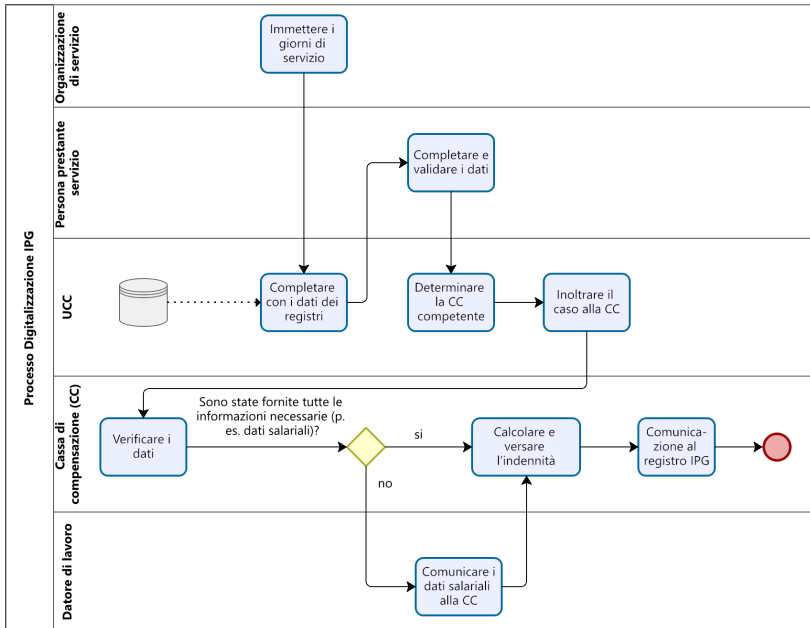 Processo Digitalizzazione IPG
Organizzazione
di servizio
Immettere i
giorni di
servizio
Persona prestante
servizio
Completare e
validare i dati
UCC
Completare
con i dati dei
registri
Determinare
la CC
competente
Inoltrare il
caso alla CC
Cassa di
compensazione (CC)
Verificare i
dati
Sono state fornite tutte le
informazioni necessarie (p.
es. dati salariali)?
si
no
Calcolare e
versare
l'indennità
Comunica-
zione al
registro IPG
Datore di lavoro
Comunicare i
dati salariali
alla CC